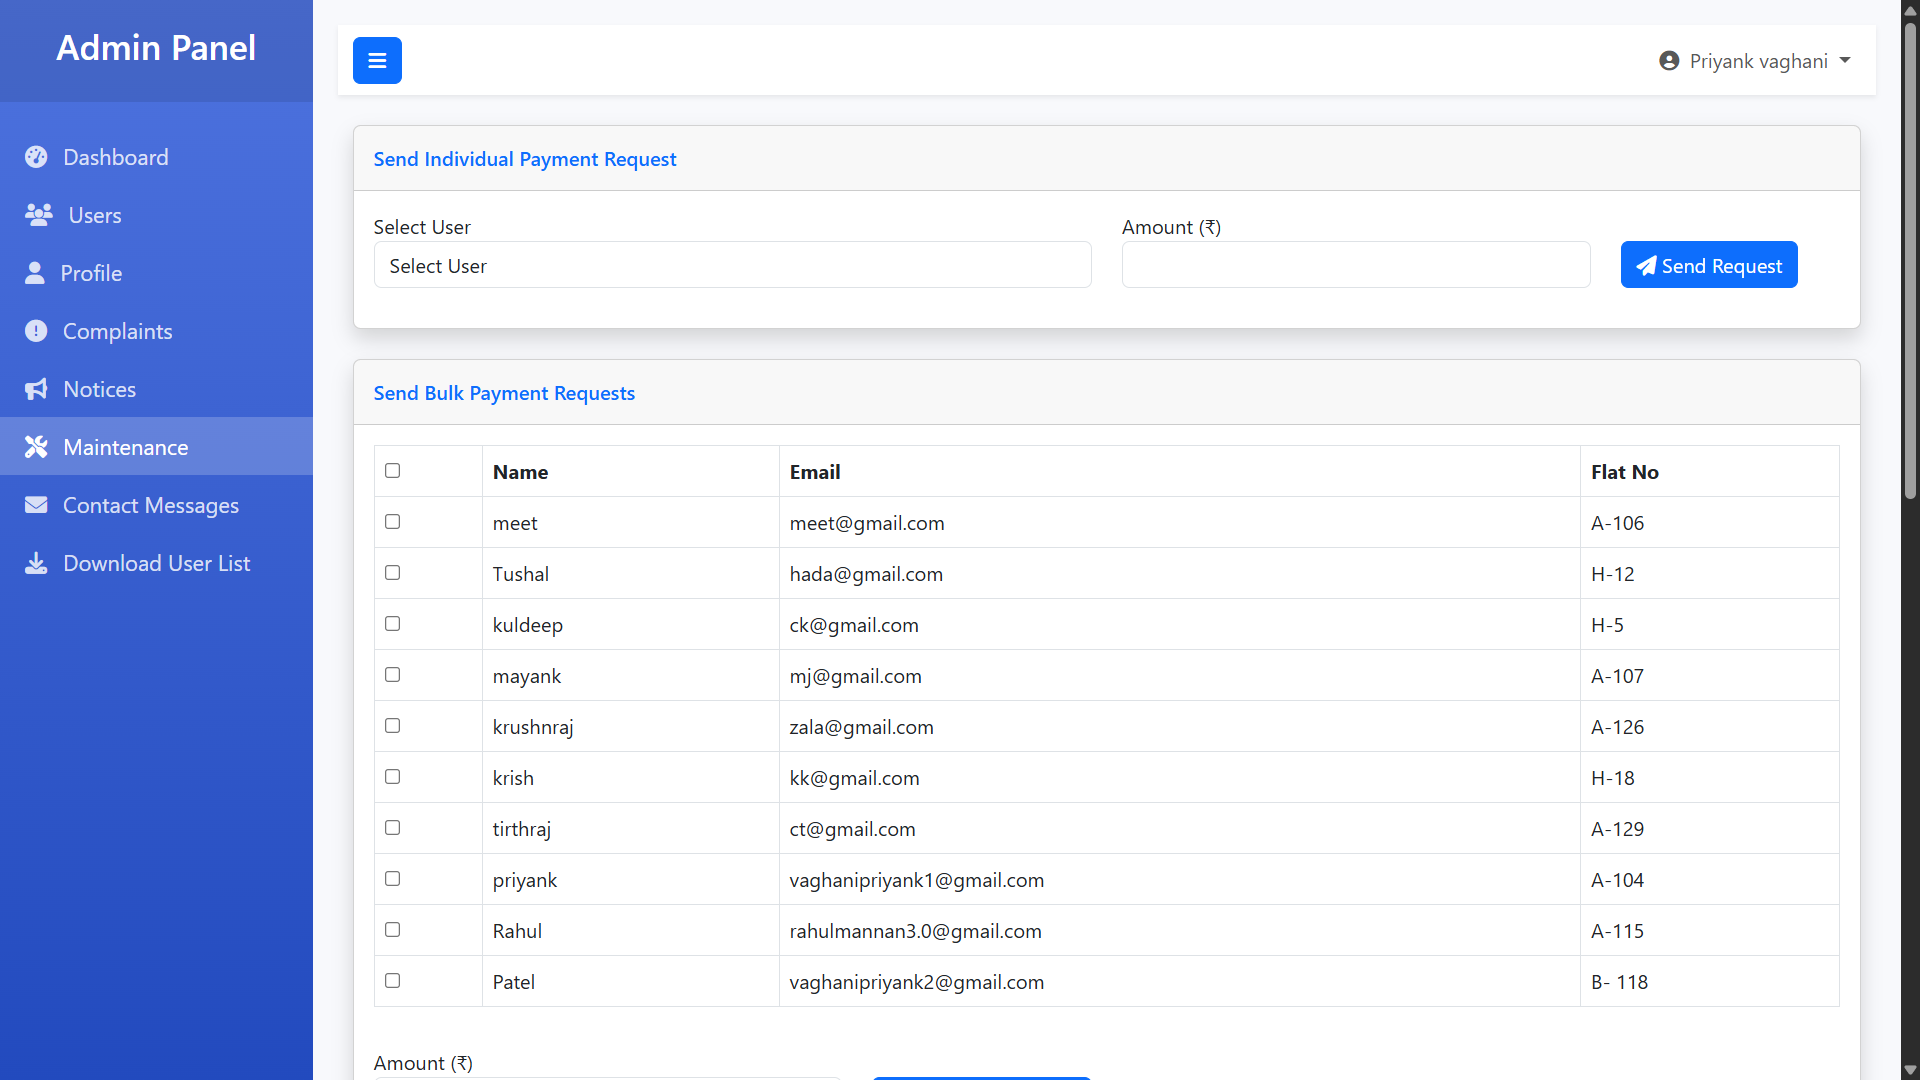 Admin Panel
Dashboard
Users
Profile
Complaints
Notices
Maintenance
Contact Messages
Download User List
Priyank vaghani
Send Individual Payment Request
Select User
Amount (₹)
Select User
Send Request
Send Bulk Payment Requests
Name Email Flat No
meet meet@gmail.com A-106
Tushal hada@gmail.com H-12
kuldeep ck@gmail.com H-5
mayank mj@gmail.com A-107
krushnraj zala@gmail.com A-126
krish kk@gmail.com H-18
tirthraj ct@gmail.com A-129
priyank vaghanipriyank1@gmail.com A-104
Rahul rahulmannan3.0@gmail.com A-115
Patel vaghanipriyank2@gmail.com B- 118
Amount (₹)